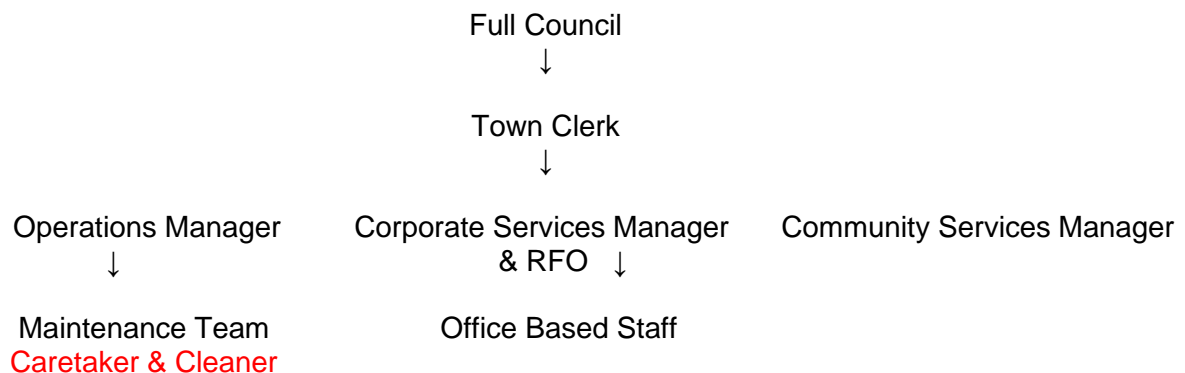 Full Council
↓
Town Clerk
↓
Operations Manager Corporate Services Manager Community Services Manager
↓ & RFO ↓
Maintenance Team Office Based Staff
Caretaker & Cleaner